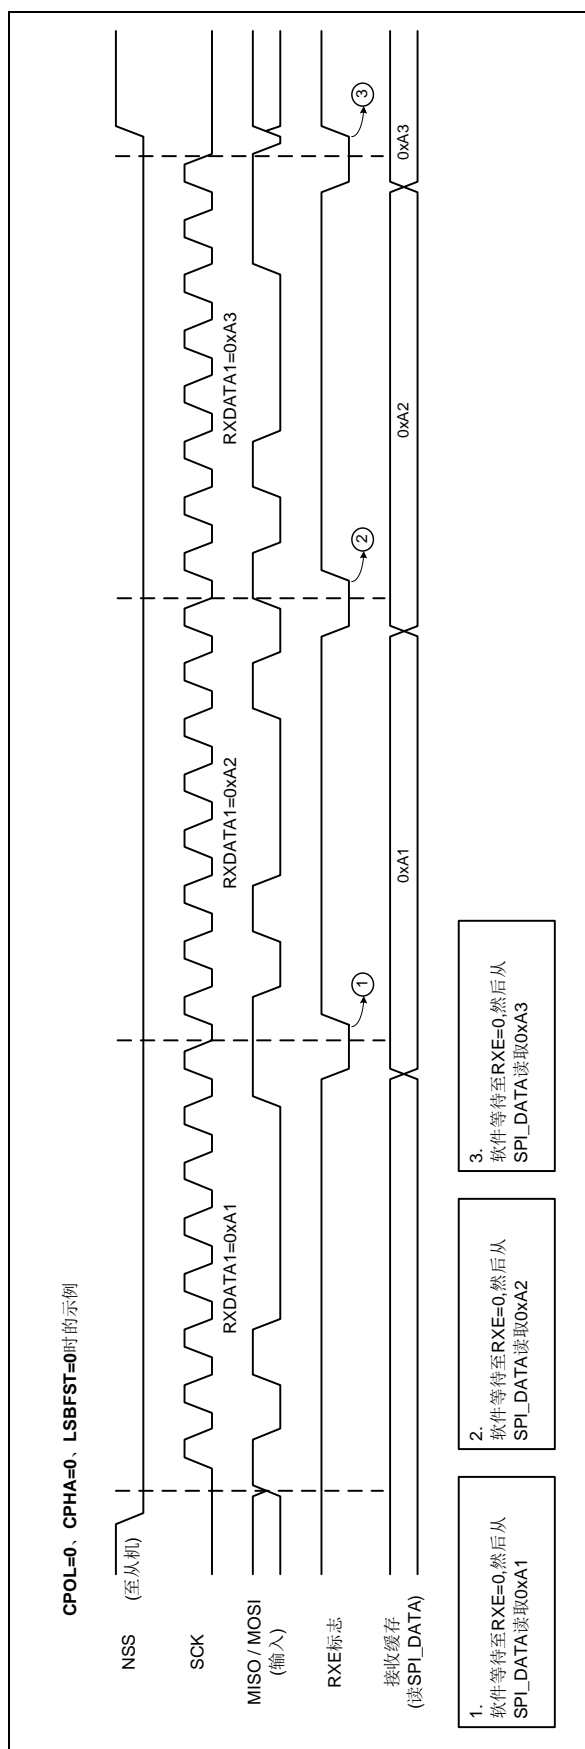 CPOL=0、CPHA=0、LSBFST=0时的示例
NSS
(至从机)
SCK
RXDATA1=0xA1
RXDATA1=0xA2
RXDATA1=0xA3
MISO / MOSI
(输入)
RXE标志
1
2
3
接收缓存
(读SPI_DATA)
0xA1
0xA2
0xA3
1.
软件等待至RXE=0,然后从
SPI_DATA读取0xA1
2.
软件等待至RXE=0,然后从
SPI_DATA读取0xA2
3.
软件等待至RXE=0,然后从
SPI_DATA读取0xA3